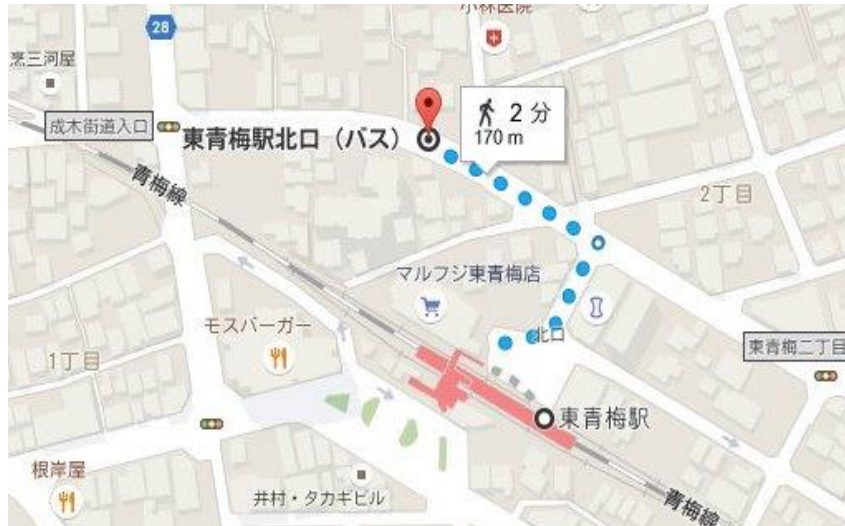 小林医院
28
烹三河屋
成木街道入口
東青梅駅北口（バス）
2 分
170 m
青梅線
2丁目
マルフジ東青梅店
モスバーガー
北口
1丁目
東青梅二丁目
東青梅駅
根岸屋
井村・タカギビル
青梅線